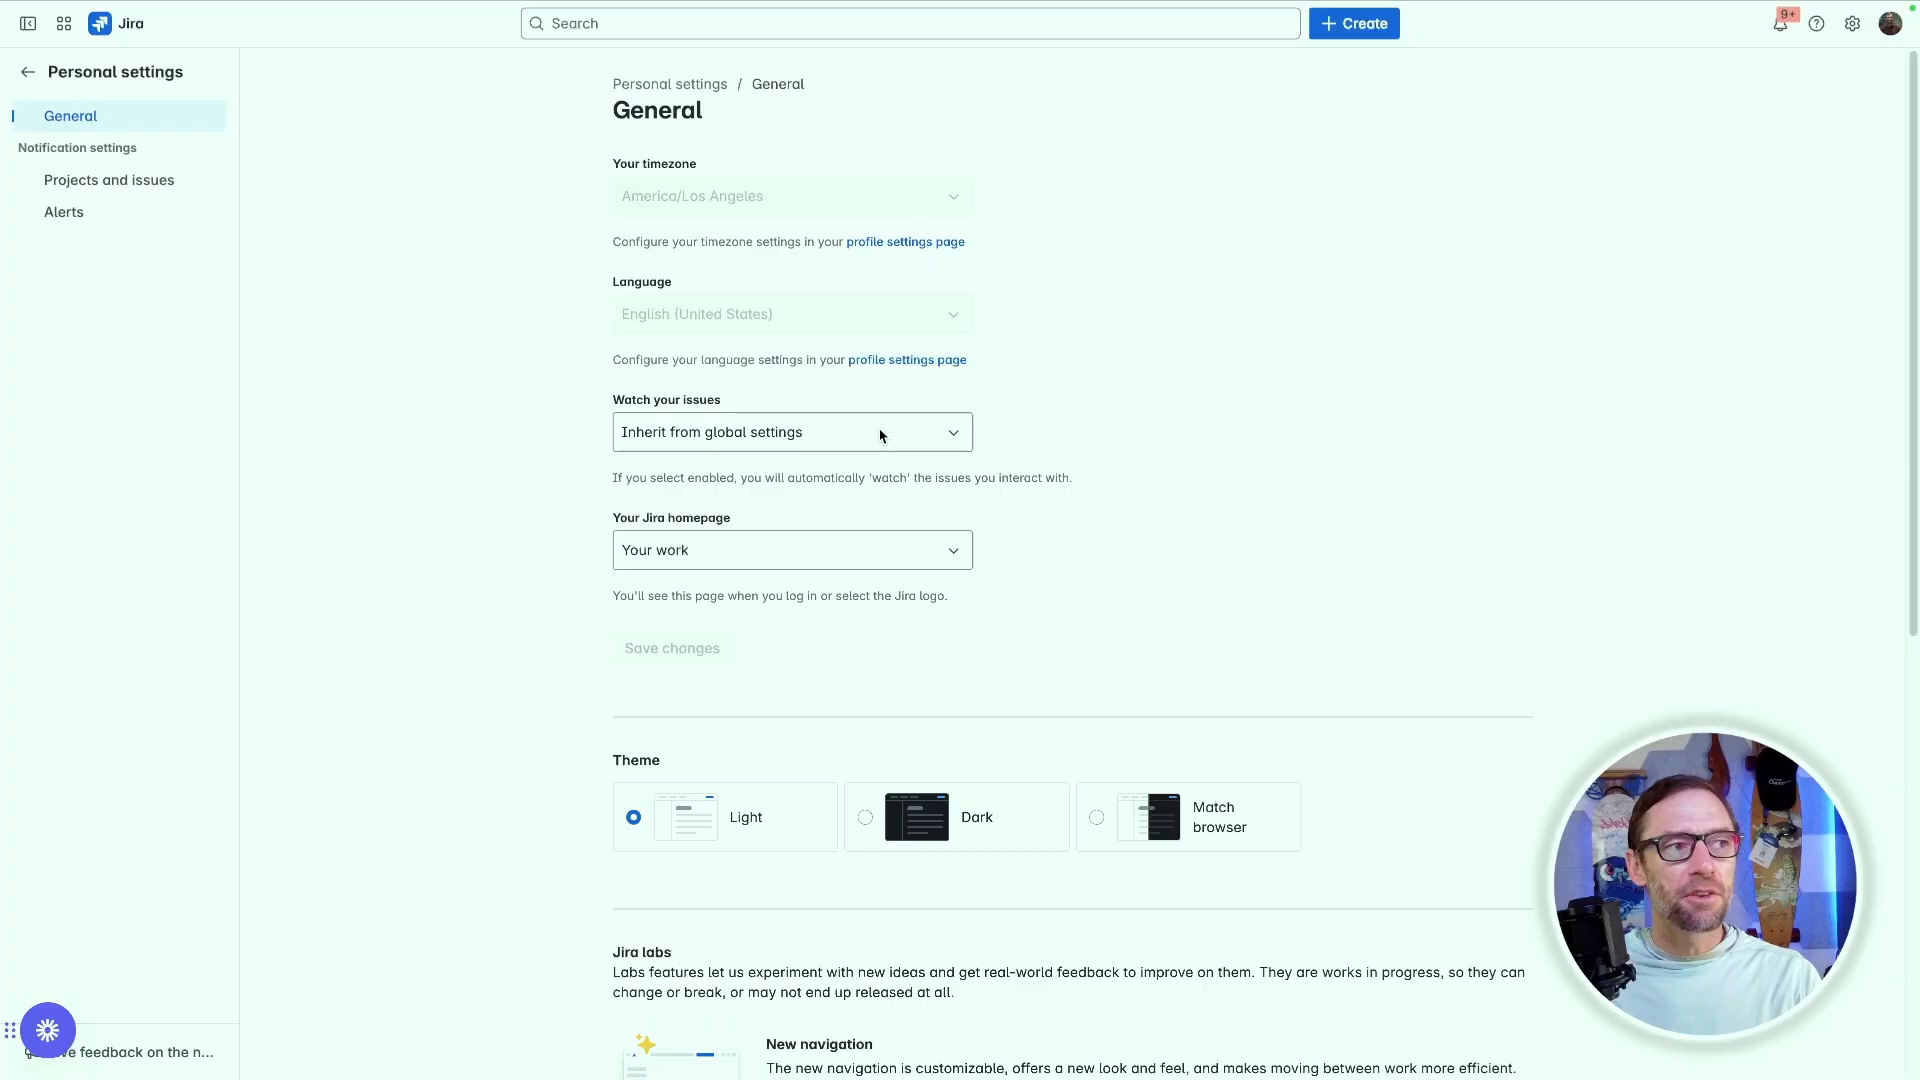 Jira
Search
Create
9+
Personal settings
General
Notification settings
Projects and issues
Alerts
Personal settings / General
General
Your timezone
America/Los Angeles
Configure your timezone settings in your profile settings page
Language
English (United States)
Configure your language settings in your profile settings page
Watch your issues
Inherit from global settings
If you select enabled, you will automatically 'watch' the issues you interact with.
Your Jira homepage
Your work
You'll see this page when you log in or select the Jira logo.
Save changes
Theme
Light
Dark
Match
browser
Jira labs
Labs features let us experiment with new ideas and get real-world feedback to improve on them. They are works in progress, so they can
change or break, or may not end up released at all.
New navigation
The new navigation is customizable, offers a new look and feel, and makes moving between work more efficient.
feedback on the n...